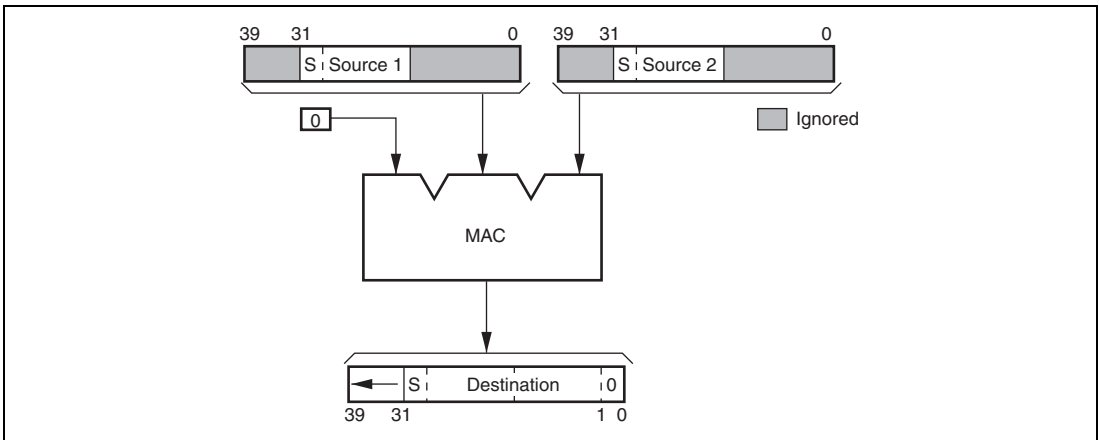 39 31 0 39 31 0
S Source 1 S Source 2
0 Ignored
MAC
S Destination 0
39 31 1 0